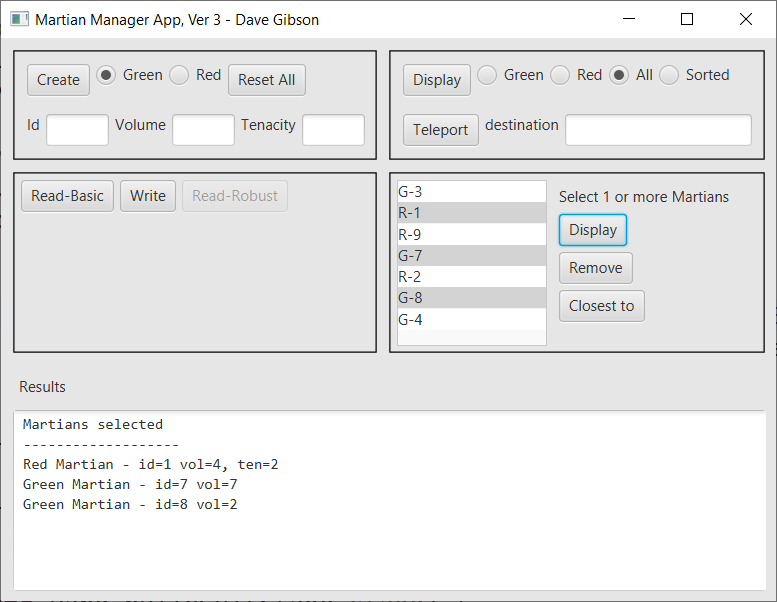 Martian Manager App, Ver 3 - Dave Gibson
Create Green Red Reset All
Id Volume Tenacity
Display Green Red All Sorted
Teleport destination
Read-Basic Write Read-Robust
G-3
R-1
R-9
G-7
R-2
G-8
G-4
Select 1 or more Martians
Display
Remove
Closest to
Results
Martians selected
-------------------
Red Martian - id=1 vol=4, ten=2
Green Martian - id=7 vol=7
Green Martian - id=8 vol=2